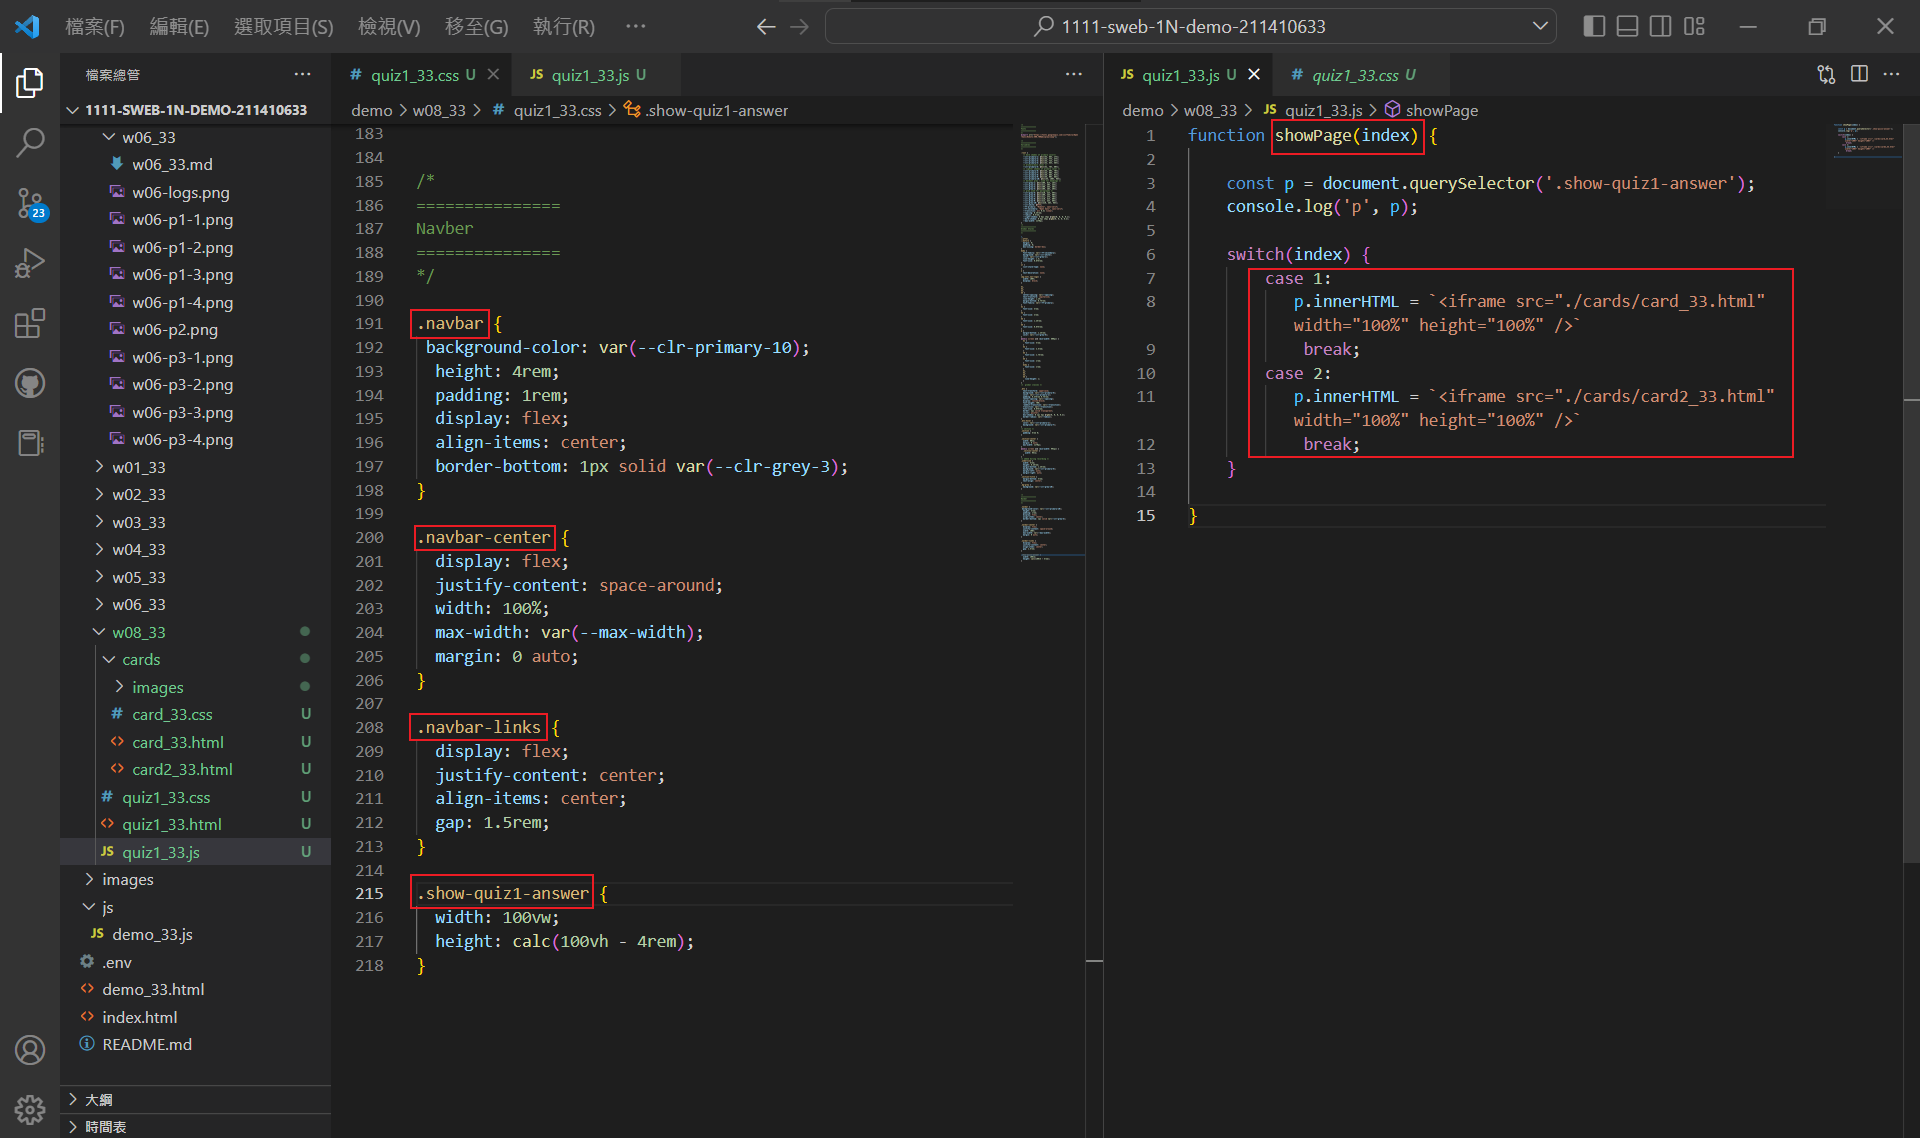 檔案(F) 編輯(E) 選取項目(S) 檢視(V) 移至(G) 執行(R) ··· 1111-sweb-1N-demo-211410633
檔案總管
1111-SWEB-1N-DEMO-211410633
w06_33
w06_33.md
w06-logs.png
w06-p1-1.png
w06-p1-2.png
w06-p1-3.png
w06-p1-4.png
w06-p2.png
w06-p3-1.png
w06-p3-2.png
w06-p3-3.png
w06-p3-4.png
w01_33
w02_33
w03_33
w04_33
w05_33
w06_33
w08_33
cards
images
# card_33.css U
<> card_33.html U
<> card2_33.html U
# quiz1_33.css U
<> quiz1_33.html U
JS quiz1_33.js U
images
js
JS demo_33.js
.env
<> demo_33.html
<> index.html
README.md
大綱
時間表
23
# quiz1_33.css U JS quiz1_33.js U
demo > w08_33 > # quiz1_33.css > .show-quiz1-answer
183
184
185 /*
186 ===============
187 Navber
188 ===============
189 */
190
191 .navbar {
192 background-color: var(--clr-primary-10);
193 height: 4rem;
194 padding: 1rem;
195 display: flex;
196 align-items: center;
197 border-bottom: 1px solid var(--clr-grey-3);
198 }
199
200 .navbar-center {
201 display: flex;
202 justify-content: space-around;
203 width: 100%;
204 max-width: var(--max-width);
205 margin: 0 auto;
206 }
207
208 .navbar-links {
209 display: flex;
210 justify-content: center;
211 align-items: center;
212 gap: 1.5rem;
213 }
214
215 .show-quiz1-answer {
216 width: 100vw;
217 height: calc(100vh - 4rem);
218 }
JS quiz1_33.js U # quiz1_33.css U
demo > w08_33 > JS quiz1_33.js > showPage
1 function showPage(index) {
2
3 const p = document.querySelector('.show-quiz1-answer');
4 console.log('p', p);
5
6 switch(index) {
7 case 1:
8 p.innerHTML = `<iframe src="./cards/card_33.html"
width="100%" height="100%" />`
9 break;
10 case 2:
11 p.innerHTML = `<iframe src="./cards/card2_33.html"
width="100%" height="100%" />`
12 break;
13 }
14
15 }